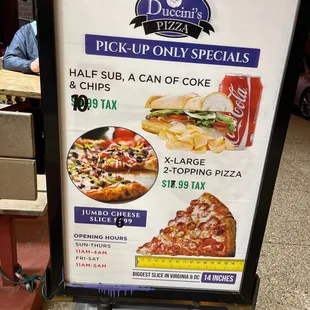 Duccini's
PIZZA
PICK-UP ONLY SPECIALS
HALF SUB, A CAN OF COKE
& CHIPS
10.99 TAX
Coca-Cola
X-LARGE
2-TOPPING PIZZA
.99 TAX
JUMBO CHEESE
SLICE
OPENING HOURS
SUN-THURS
11AM-4AM
FRI-SAT
11AM-5AM
BIGGEST SLICE IN VIRGINIA & DC
14 INCHES